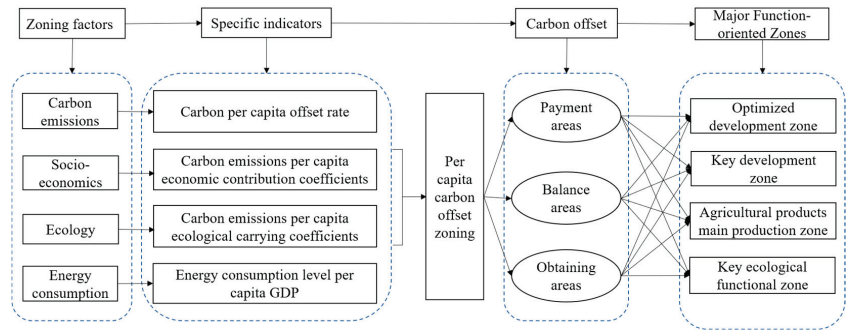 Zoning factors
Specific indicators
Carbon offset
Major Function-
oriented Zones
Carbon
emissions
Socio-
economics
Ecology
Energy
consumption
Carbon per capita offset rate
Carbon emissions per capita
economic contribution coefficients
Carbon emissions per capita
ecological carrying coefficients
Energy consumption level per
capita GDP
Per
capita
carbon
offset
zoning
Payment
areas
Balance
areas
Obtaining
areas
Optimized
development zone
Key development
zone
Agricultural products
main production zone
Key ecological
functional zone